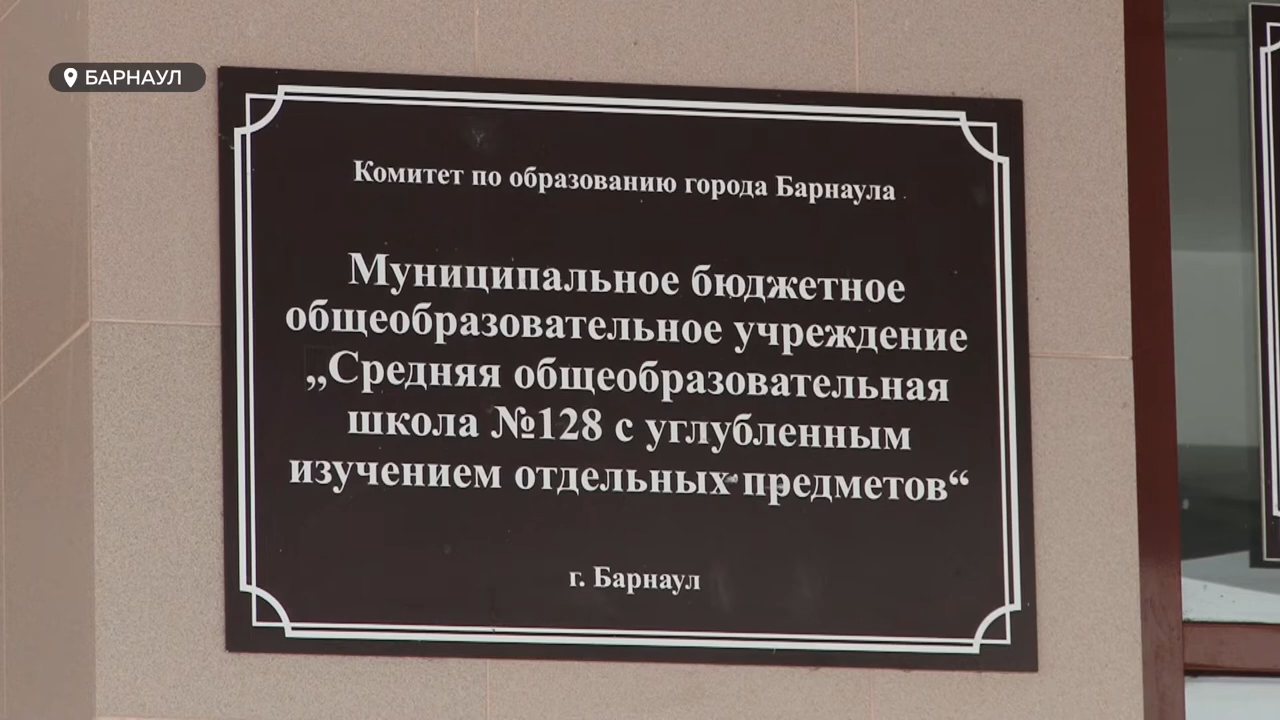 БАРНАУЛ
Комитет по образованию города Барнаула
Муниципальное бюджетное
общеобразовательное учреждение
„Средняя общеобразовательная
школа №128 с углубленным
изучением отдельных предметов“
г. Барнаул